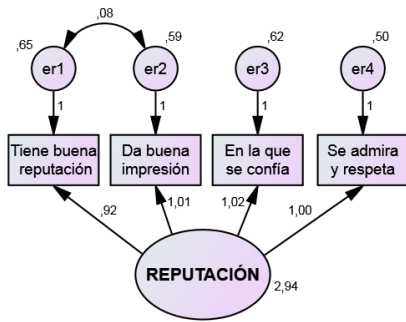 ,08
,65 ,59 ,62 ,50
er1 er2 er3 er4
1 1 1 1
Tiene buena
reputación
Da buena
impresión
En la que
se confía
Se admira
y respeta
,92 1,01 1,02 1,00
REPUTACIÓN
2,94